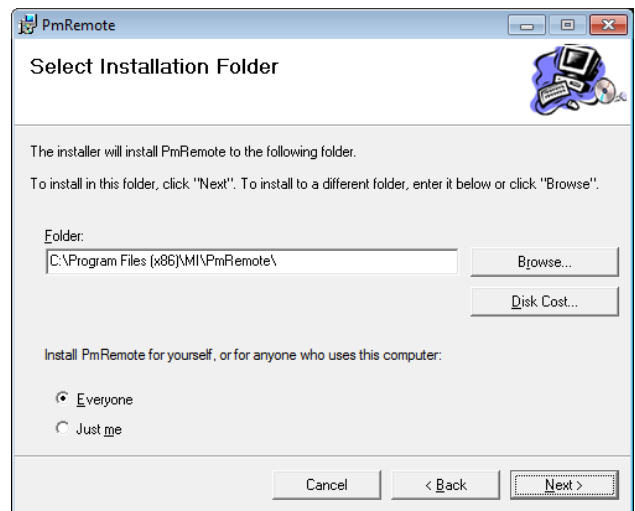 PmRemote
Select Installation Folder
The installer will install PmRemote to the following folder.
To install in this folder, click "Next". To install to a different folder, enter it below or click "Browse".
Folder:
C:\Program Files (x86)\MI\PmRemote\
Browse...
Disk Cost...
Install PmRemote for yourself, or for anyone who uses this computer:
Everyone
Just me
Cancel
< Back
Next >